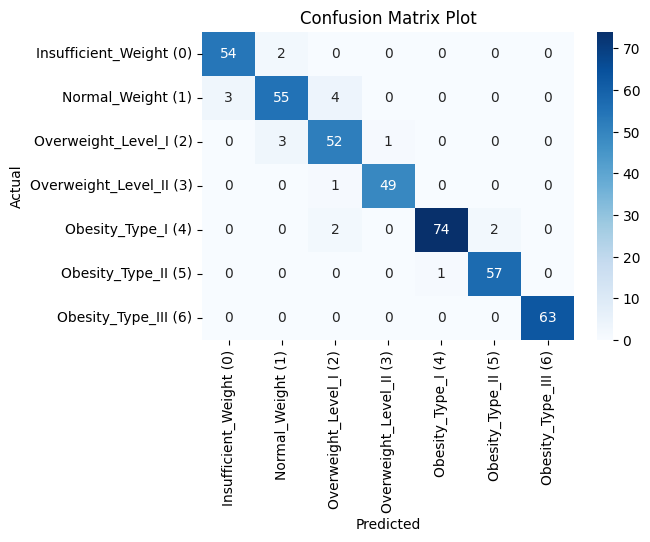 Confusion Matrix Plot
Actual
Insufficient_Weight (0) 54 2 0 0 0 0 0
Normal_Weight (1) 3 55 4 0 0 0 0
Overweight_Level_I (2) 0 3 52 1 0 0 0
Overweight_Level_II (3) 0 0 1 49 0 0 0
Obesity_Type_I (4) 0 0 2 0 74 2 0
Obesity_Type_II (5) 0 0 0 0 1 57 0
Obesity_Type_III (6) 0 0 0 0 0 0 63
Insufficient_Weight (0)
Normal_Weight (1)
Overweight_Level_I (2)
Overweight_Level_II (3)
Obesity_Type_I (4)
Obesity_Type_II (5)
Obesity_Type_III (6)
Predicted
70
60
50
40
30
20
10
0